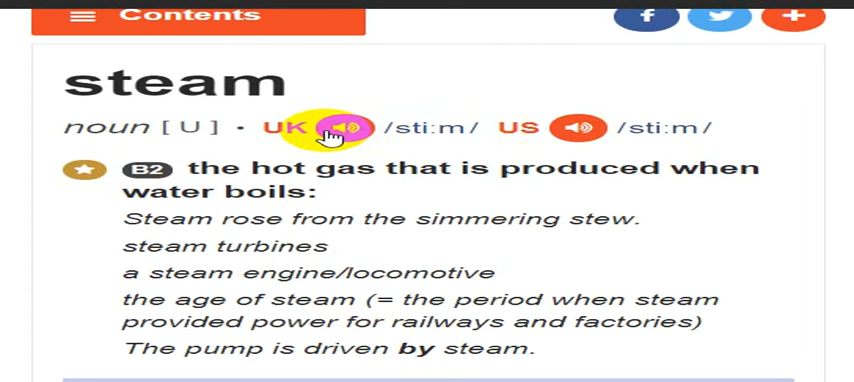 Contents
steam
noun [ U ] • UK /stiːm/ US /stiːm/
B2 the hot gas that is produced when
water boils:
Steam rose from the simmering stew.
steam turbines
a steam engine/locomotive
the age of steam (= the period when steam
provided power for railways and factories)
The pump is driven by steam.